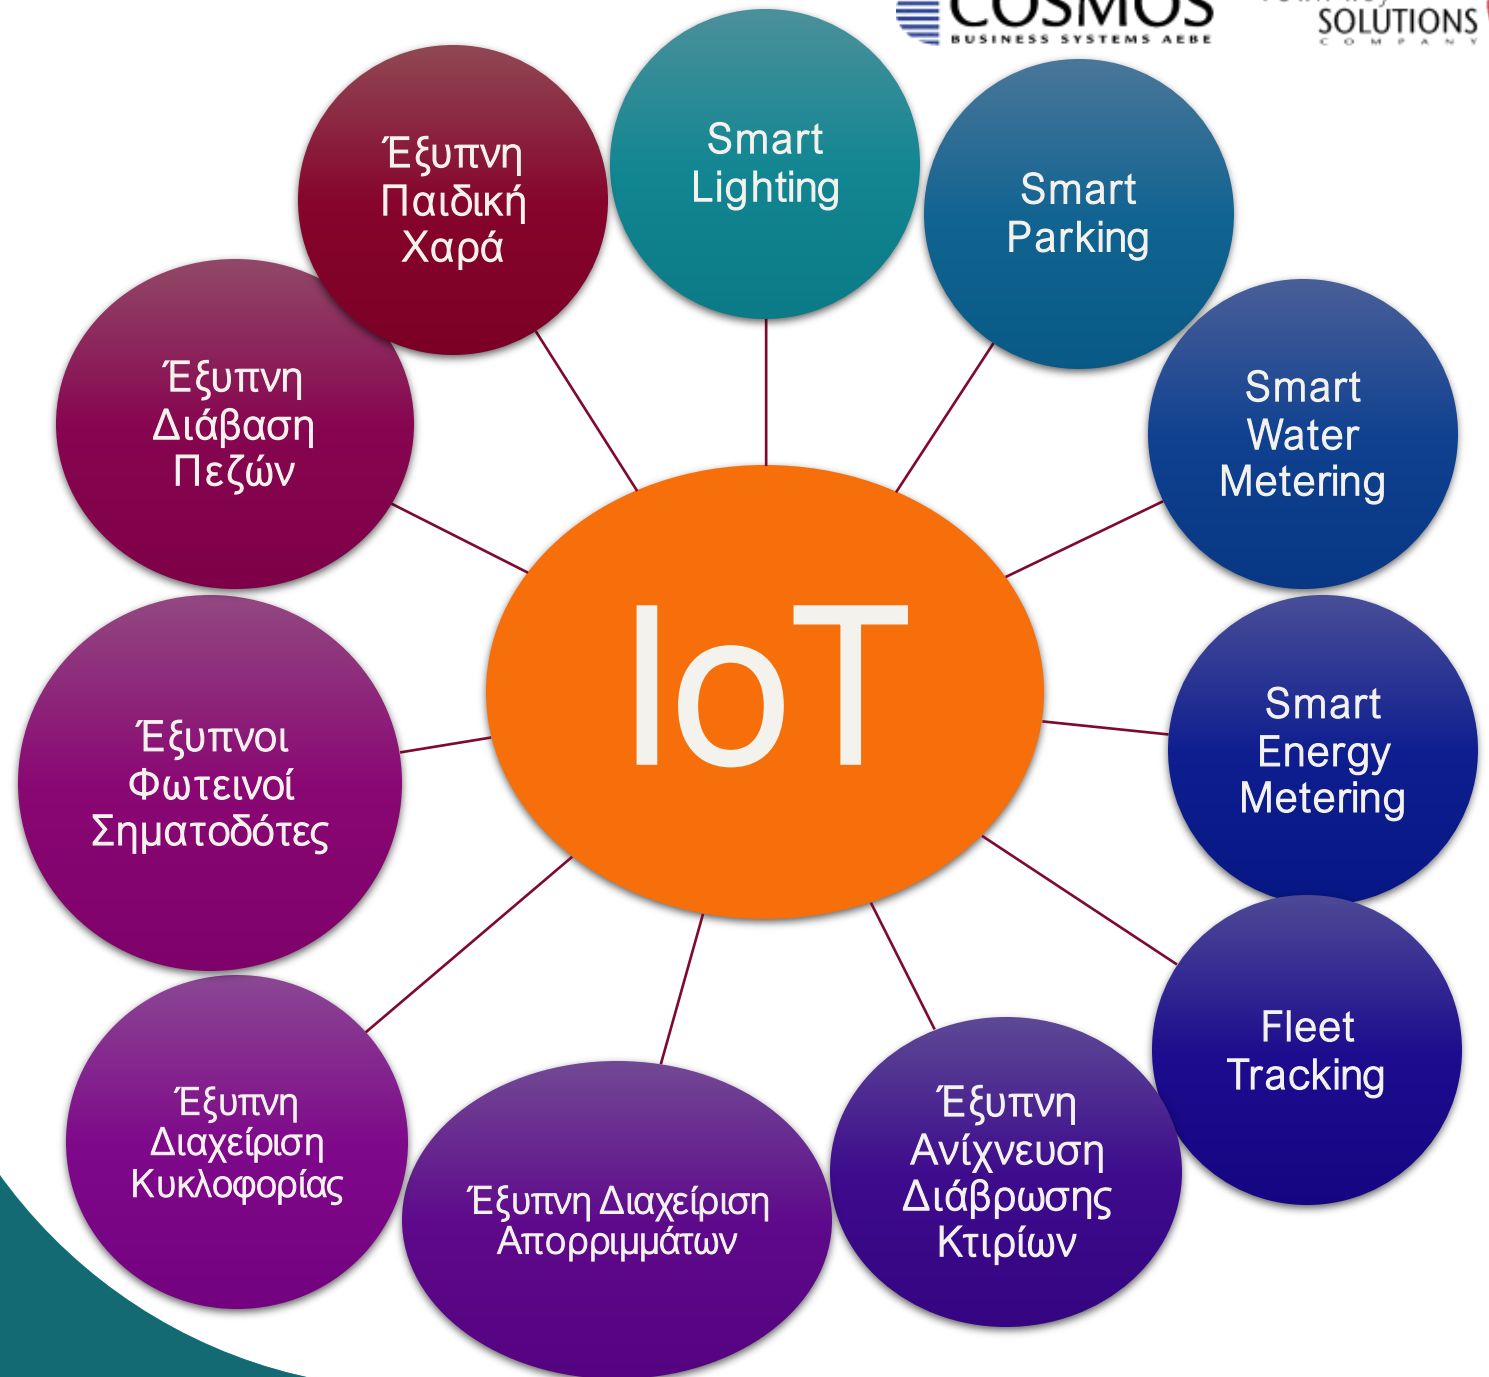 COSMOS
BUSINESS SYSTEMS AEBE
SOLUTIONS
COMPANY
Smart
Lighting
Smart
Parking
Smart
Water
Metering
Smart
Energy
Metering
Fleet
Tracking
Έξυπνη
Ανίχνευση
Διάβρωσης
Κτιρίων
Έξυπνη Διαχείριση
Απορριμμάτων
Έξυπνη
Διαχείριση
Κυκλοφορίας
Έξυπνοι
Φωτεινοί
Σηματοδότες
Έξυπνη
Διάβαση
Πεζών
Έξυπνη
Παιδική
Χαρά
IoT